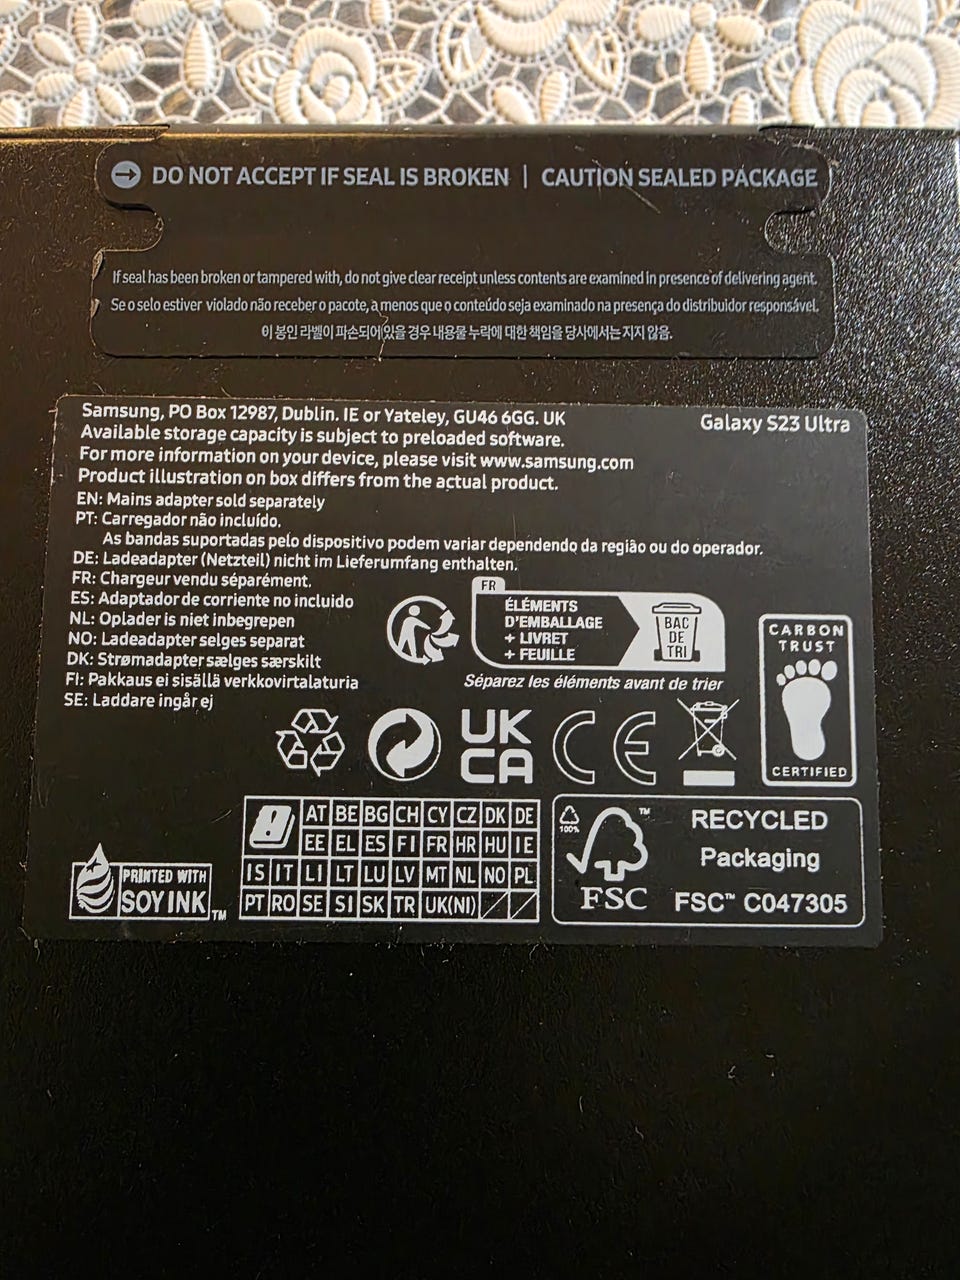 DO NOT ACCEPT IF SEAL IS BROKEN | CAUTION SEALED PACKAGE
If seal has been broken or tampered with, do not give clear receipt unless contents are examined in presence of delivering agent.
Se o selo estiver violado não receber o pacote, a menos que o conteúdo seja examinado na presença do distribuidor responsável.
이 봉인 라벨이 파손되어 있을 경우 내용물 누락에 대한 책임을 당사에서는 지지 않음.
Samsung, PO Box 12987, Dublin. IE or Yateley, GU46 6GG. UK
Galaxy S23 Ultra
Available storage capacity is subject to preloaded software.
For more information on your device, please visit www.samsung.com
Product illustration on box differs from the actual product.
EN: Mains adapter sold separately
PT: Carregador não incluído.
As bandas suportadas pelo dispositivo podem variar dependendo da região ou do operador.
DE: Ladeadapter (Netzteil) nicht im Lieferumfang enthalten.
FR: Chargeur vendu séparément.
ES: Adaptador de corriente no incluido
NL: Oplader is niet inbegrepen
NO: Ladeadapter selges separat
DK: Strømadapter sælges særskilt
FI: Pakkaus ei sisällä verkkovirtalaturia
SE: Laddare ingår ej
FR
ÉLÉMENTS
D'EMBALLAGE
+ LIVRET
+ FEUILLE
BAC
DE
TRI
Séparez les éléments avant de trier
CARBON
TRUST
CERTIFIED
UK
CA
CE
PRINTED WITH
SOY INK™
AT BE BG CH CY CZ DK DE
EE EL ES FI FR HR HU IE
IS IT LI LT LU LV MT NL NO PL
PT RO SE SI SK TR UK(NI)
100%
™
FSC
RECYCLED
Packaging
FSC™ C047305